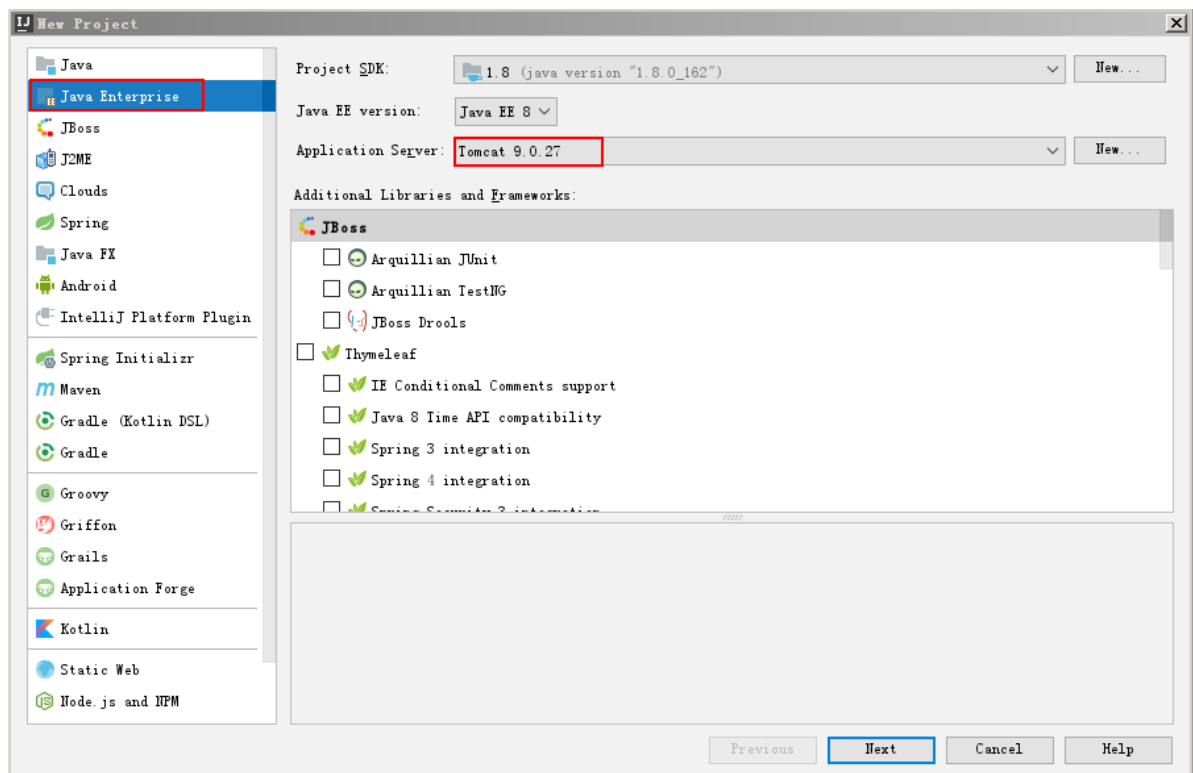 New Project
Java
Java Enterprise
JBoss
J2ME
Clouds
Spring
Java FX
Android
IntelliJ Platform Plugin
Spring Initializr
Maven
Gradle (Kotlin DSL)
Gradle
Groovy
Griffon
Grails
Application Forge
Kotlin
Static Web
Node.js and NPM
Project SDK: 1.8 (java version "1.8.0_162") New...
Java EE version: Java EE 8
Application Server: Tomcat 9.0.27 New...
Additional Libraries and Frameworks:
JBoss
Arquillian JUnit
Arquillian TestNG
JBoss Drools
Thymeleaf
IE Conditional Comments support
Java 8 Time API compatibility
Spring 3 integration
Spring 4 integration
Spring Security 3 integration
Previous Next Cancel Help